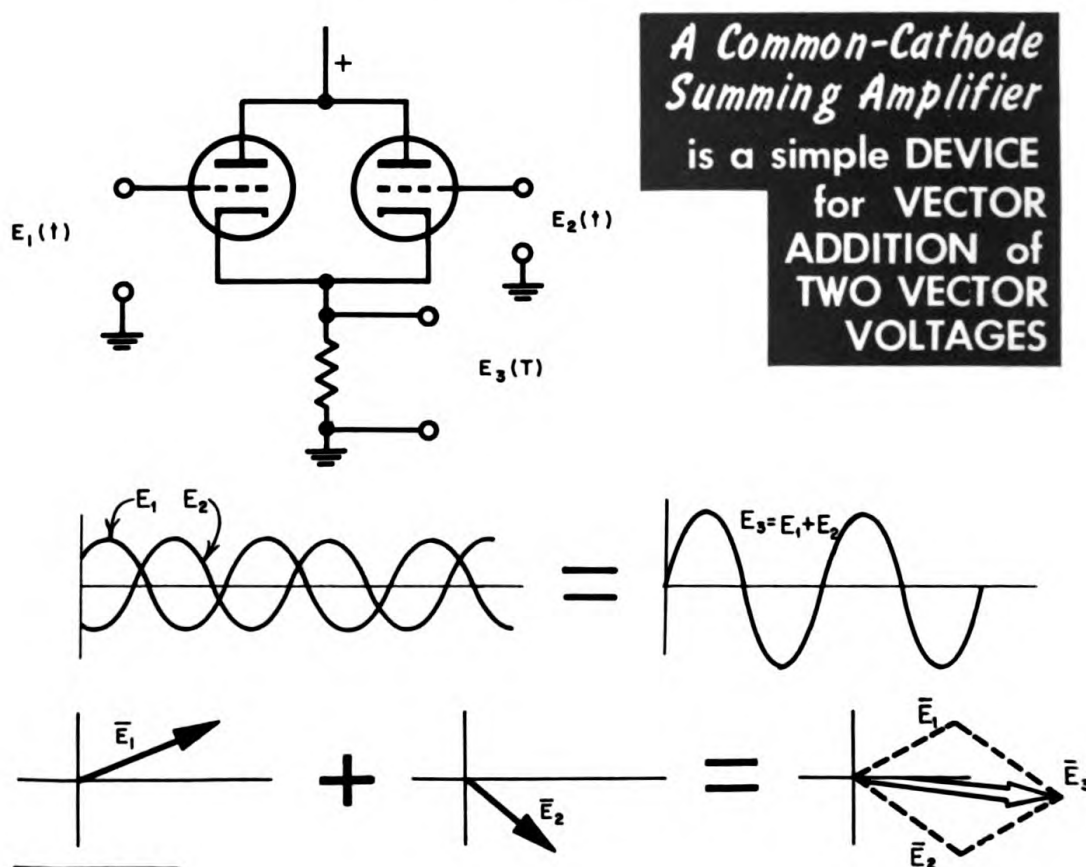 A Common-Cathode
Summing Amplifier
is a simple DEVICE
for VECTOR
ADDITION of
TWO VECTOR
VOLTAGES
+
E₁(t)
E₂(t)
E₃(T)
E₁ E₂
=
E₃=E₁+E₂
Ē₁
+
Ē₂
=
Ē₁
Ē₃
Ē₂